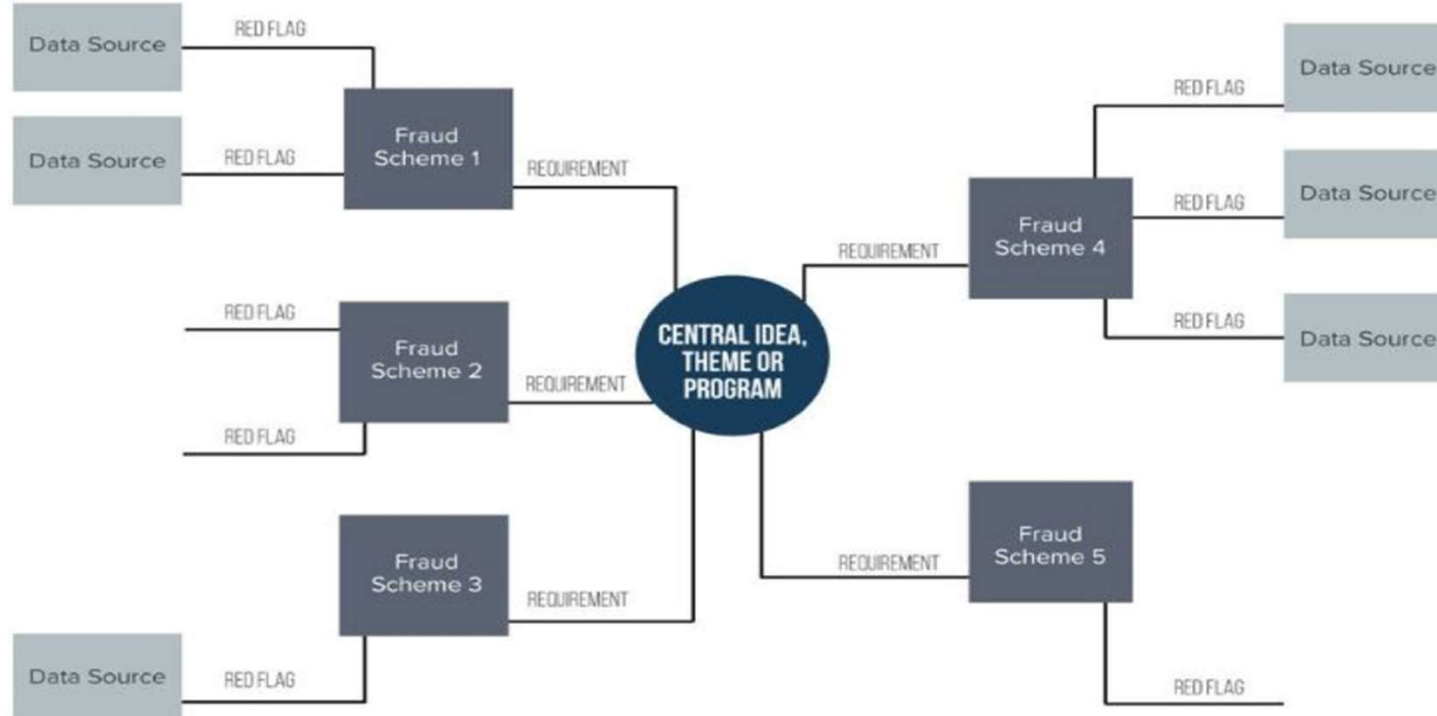 Data Source
RED FLAG
Data Source
RED FLAG
Fraud
Scheme 1
REQUIREMENT
RED FLAG
Fraud
Scheme 2
REQUIREMENT
RED FLAG
Fraud
Scheme 3
REQUIREMENT
Data Source
RED FLAG
CENTRAL IDEA,
THEME OR
PROGRAM
REQUIREMENT
Fraud
Scheme 4
RED FLAG
Data Source
RED FLAG
Data Source
RED FLAG
Data Source
REQUIREMENT
Fraud
Scheme 5
RED FLAG